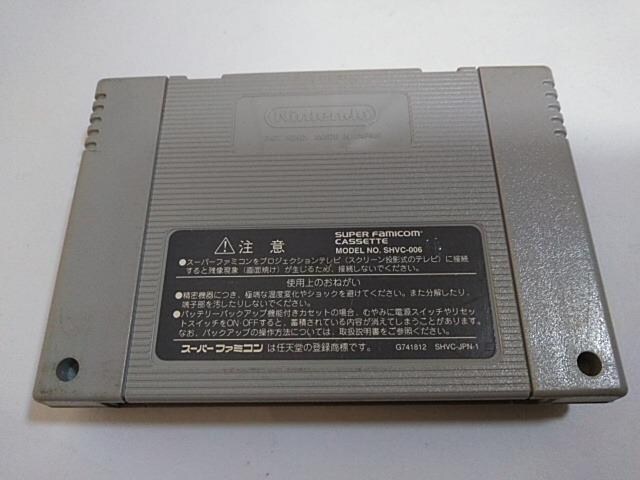 Nintendo
PAT. PEND. MADE IN JAPAN
⚠注意
SUPER FAMICOM
CASSETTE
MODEL NO. SHVC-006
●スーパーファミコンをプロジェクションテレビ(スクリーン投影式のテレビ)に接続
すると残像現象(画面焼け)が生じるため、接続しないでください。
使用上のおねがい
●精密機器につき、極端な温度変化やショックを避けてください。また分解したり、
端子部を汚したりしないでください。
●バッテリーバックアップ機能付きカセットの場合、むやみに電源スイッチやリセッ
トスイッチをON・OFFすると、蓄積されている内容が消えてしまうことがあります。
なお、バックアップの操作方法については、取扱説明書をご参照ください。
スーパーファミコンは任天堂の登録商標です。
G741812 SHVC-JPN-1